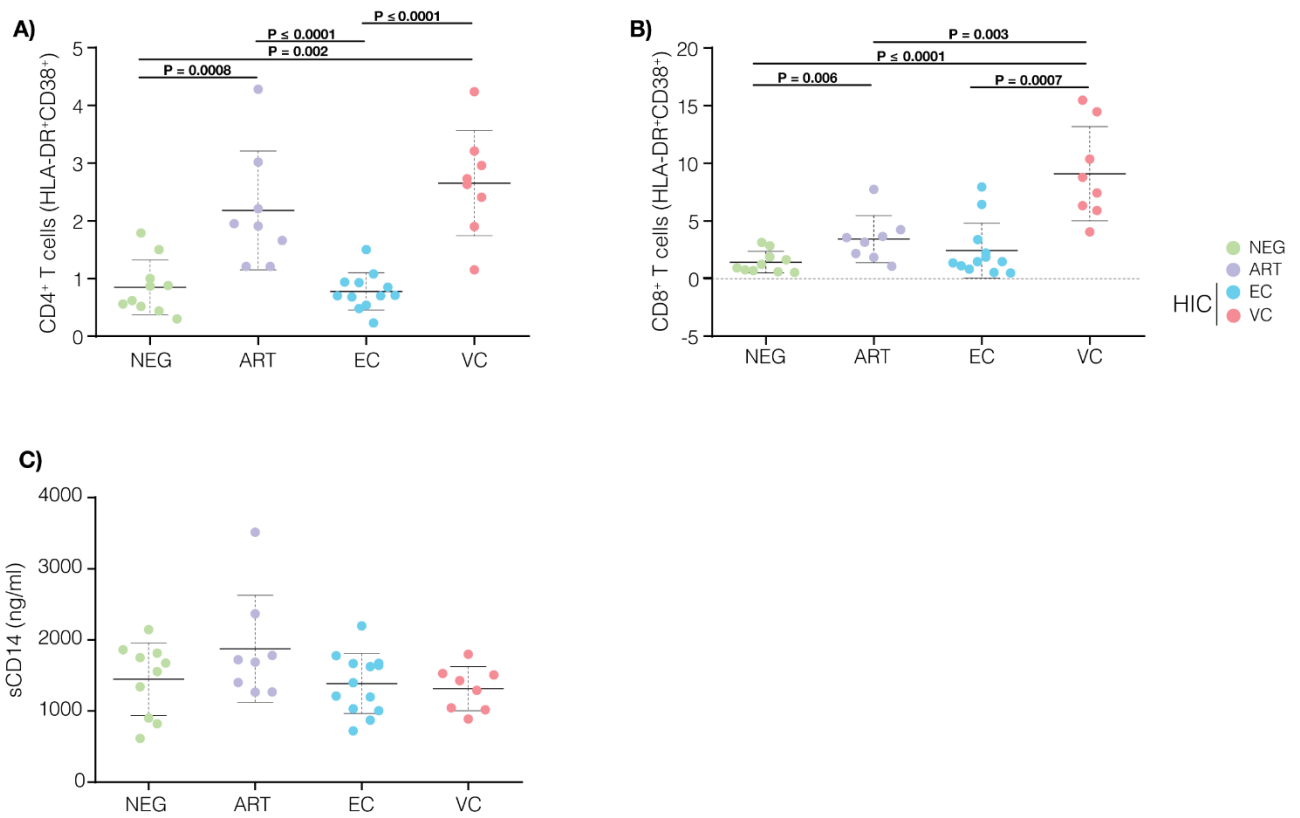 A)
P ≤ 0.0001
P ≤ 0.0001
P = 0.002
P = 0.0008
CD4⁺ T cells (HLA-DR⁺CD38⁺)
5
4
3
2
1
0
NEG ART EC VC
B)
P = 0.003
P ≤ 0.0001
P = 0.006 P = 0.0007
CD8⁺ T cells (HLA-DR⁺CD38⁺)
20
15
10
5
0
-5
NEG ART EC VC
NEG
ART
HIC EC
VC
C)
sCD14 (ng/ml)
4000
3000
2000
1000
0
NEG ART EC VC